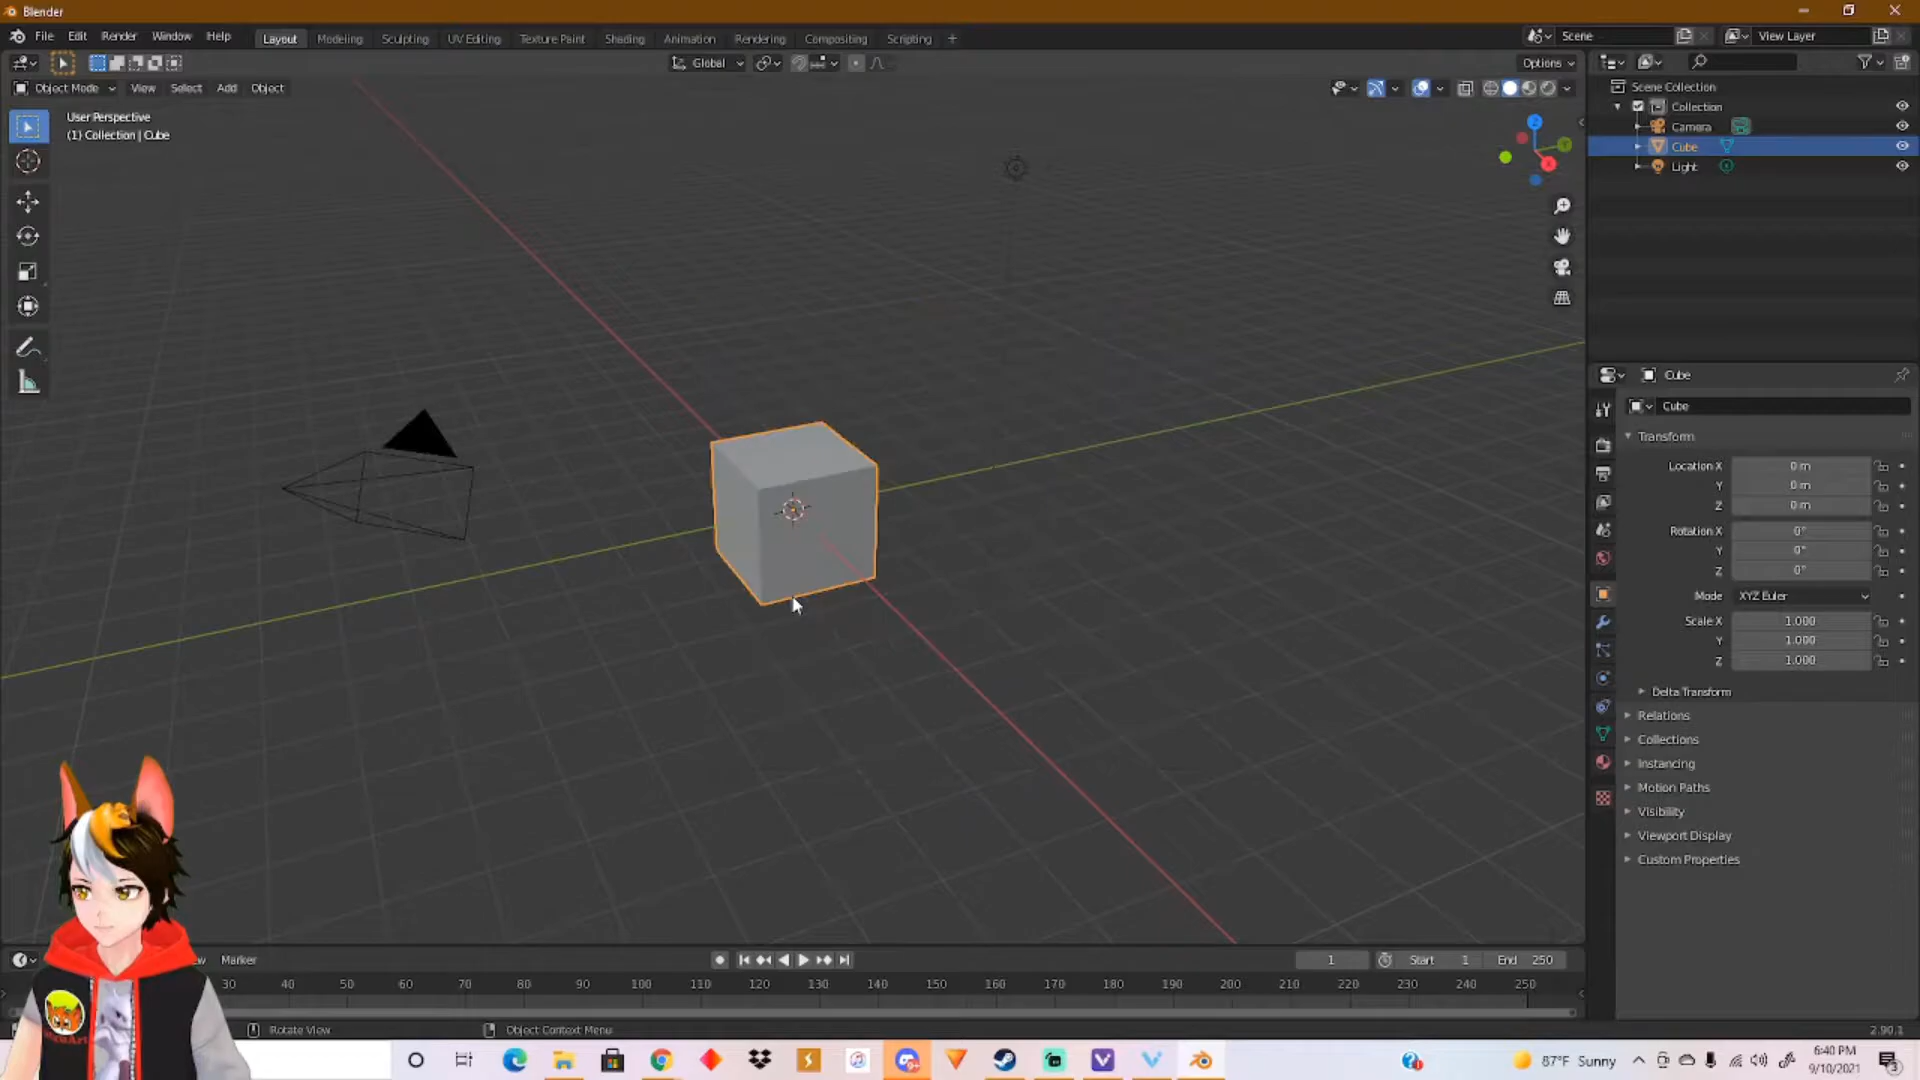 Blender
File Edit Render Window Help
Layout Modeling Sculpting UV Editing Texture Paint Shading Animation Rendering Compositing Scripting +
Scene
View Layer
Global
Options
Object Mode View Select Add Object
User Perspective
(1) Collection | Cube
Scene Collection
Collection
Camera
Cube
Light
Z
Y
X
Cube
Cube
Transform
Location X 0 m
Y 0 m
Z 0 m
Rotation X 0°
Y 0°
Z 0°
Mode XYZ Euler
Scale X 1.000
Y 1.000
Z 1.000
Delta Transform
Relations
Collections
Instancing
Motion Paths
Visibility
Viewport Display
Custom Properties
Marker
1
Start 1
End 250
30 40 50 60 70 80 90 100 110 120 130 140 150 160 170 180 190 200 210 220 230 240 250
Rotate View
Object Context Menu
2.90.1
87°F Sunny
6:40 PM
9/10/2021
3